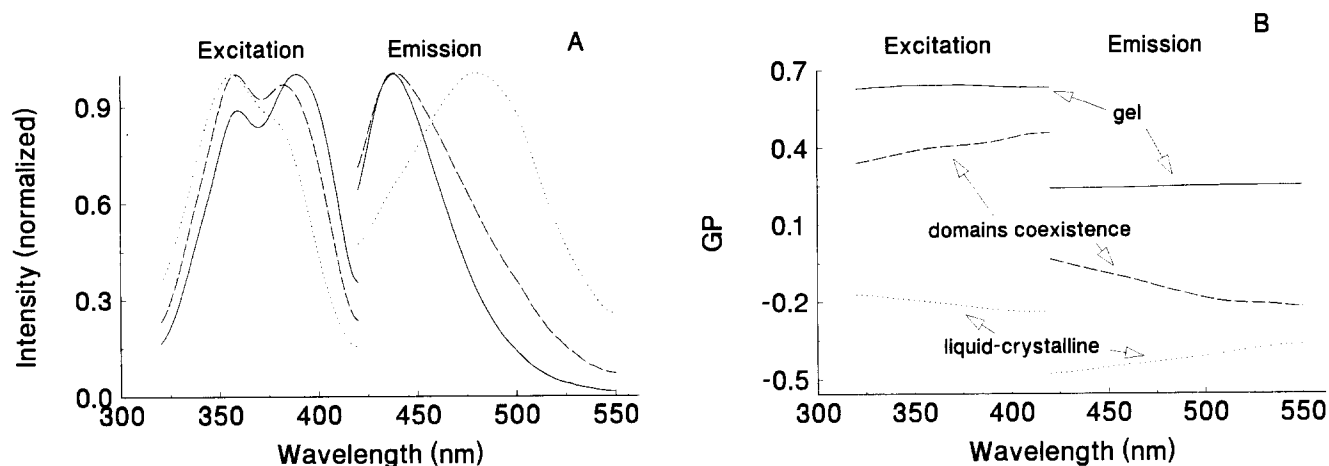 Excitation
Emission
A
Intensity (normalized)
0.9
0.6
0.3
0.0
300
350
400
450
500
550
Wavelength (nm)
B
Excitation
Emission
GP
0.7
0.4
0.1
-0.2
-0.5
gel
domains coexistence
liquid-crystalline
300
350
400
450
500
550
Wavelength (nm)